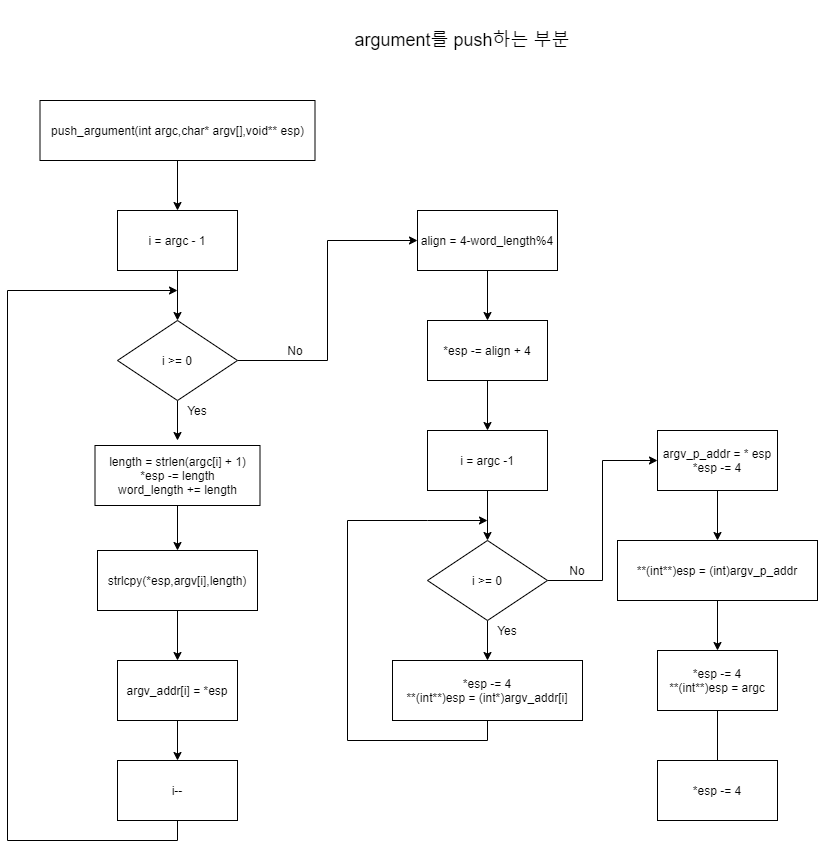 argument를 push하는 부분
push_argument(int argc,char* argv[],void** esp)
i = argc - 1
i >= 0
No
Yes
length = strlen(argc[i] + 1)
*esp -= length
word_length += length
strlcpy(*esp,argv[i],length)
argv_addr[i] = *esp
i--
align = 4-word_length%4
*esp -= align + 4
i = argc -1
i >= 0
No
Yes
*esp -= 4
**(int**)esp = (int*)argv_addr[i]
argv_p_addr = * esp
*esp -= 4
**(int**)esp = (int)argv_p_addr
*esp -= 4
**(int**)esp = argc
*esp -= 4